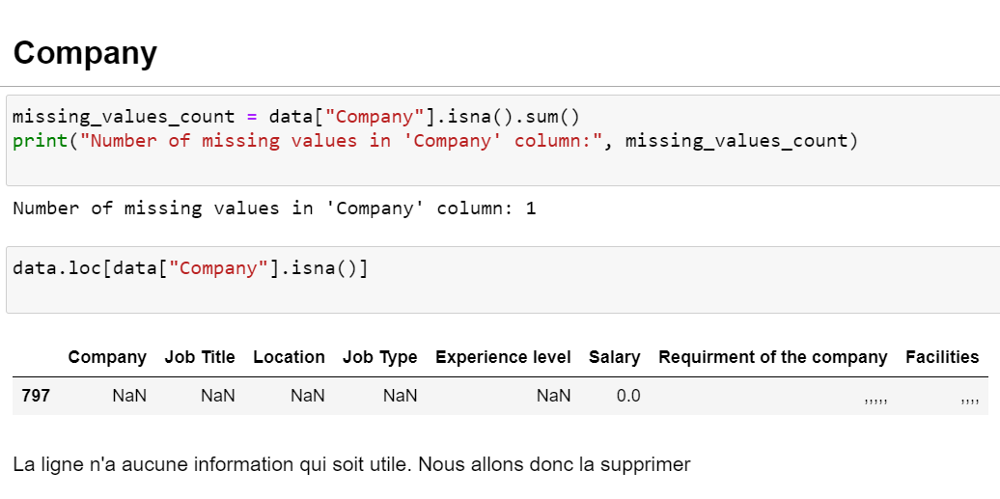 Company
missing_values_count = data["Company"].isna().sum()
print("Number of missing values in 'Company' column:", missing_values_count)
Number of missing values in 'Company' column: 1
data.loc[data["Company"].isna()]
Company Job Title Location Job Type Experience level Salary Requirment of the company Facilities
797 NaN NaN NaN NaN NaN 0.0 ,,,,, ,,,,
La ligne n'a aucune information qui soit utile. Nous allons donc la supprimer